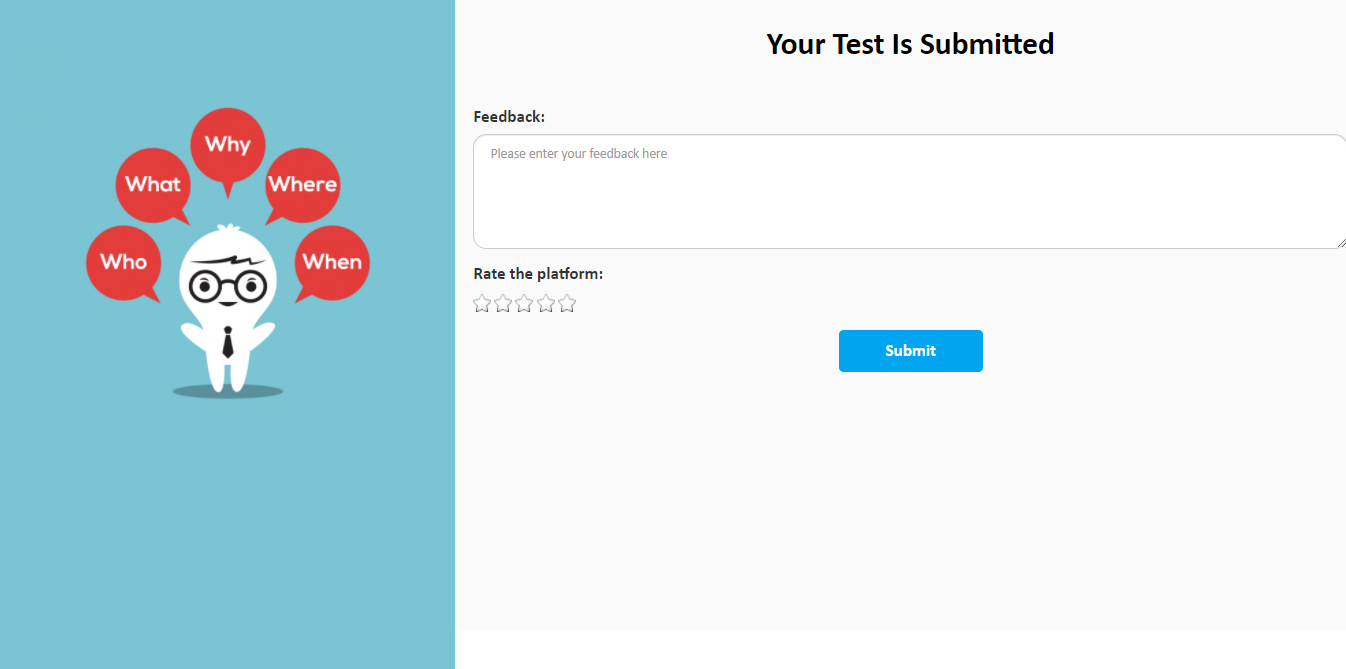 Why
What
Where
Who
When
Your Test Is Submitted
Feedback:
Please enter your feedback here
Rate the platform:
Submit